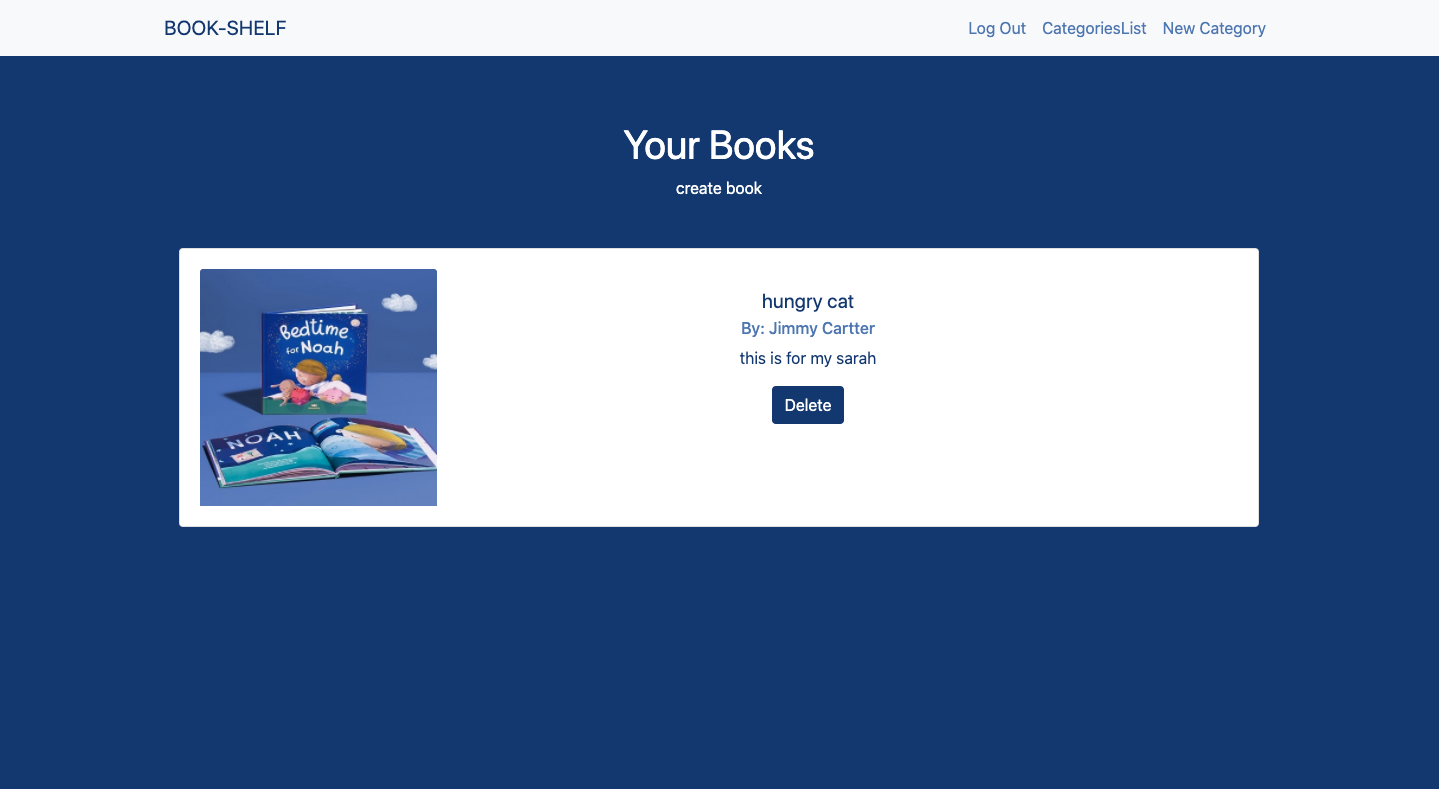 BOOK-SHELF
Log Out CategoriesList New Category
Your Books
create book
Bedtime
for Noah
NOAH
hungry cat
By: Jimmy Cartter
this is for my sarah
Delete